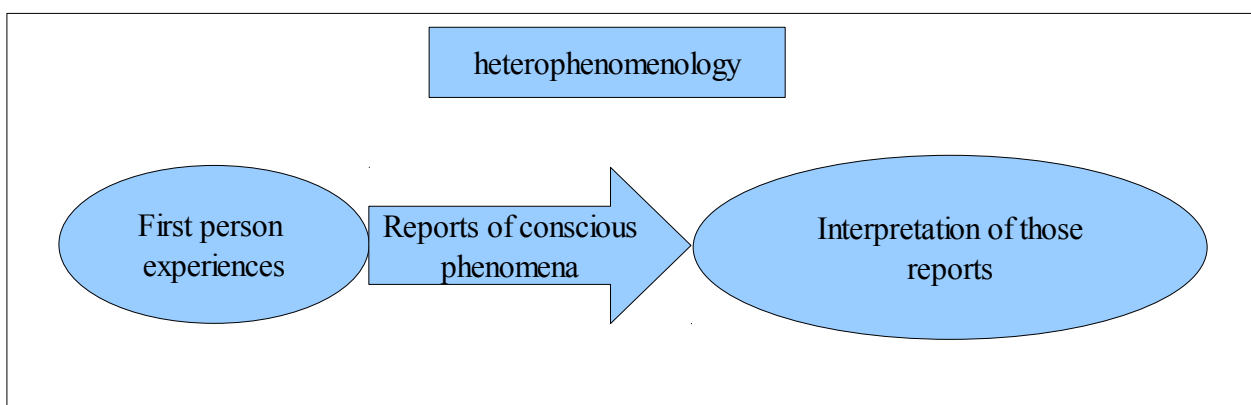 heterophenomenology
First person
experiences
Reports of conscious
phenomena
Interpretation of those
reports